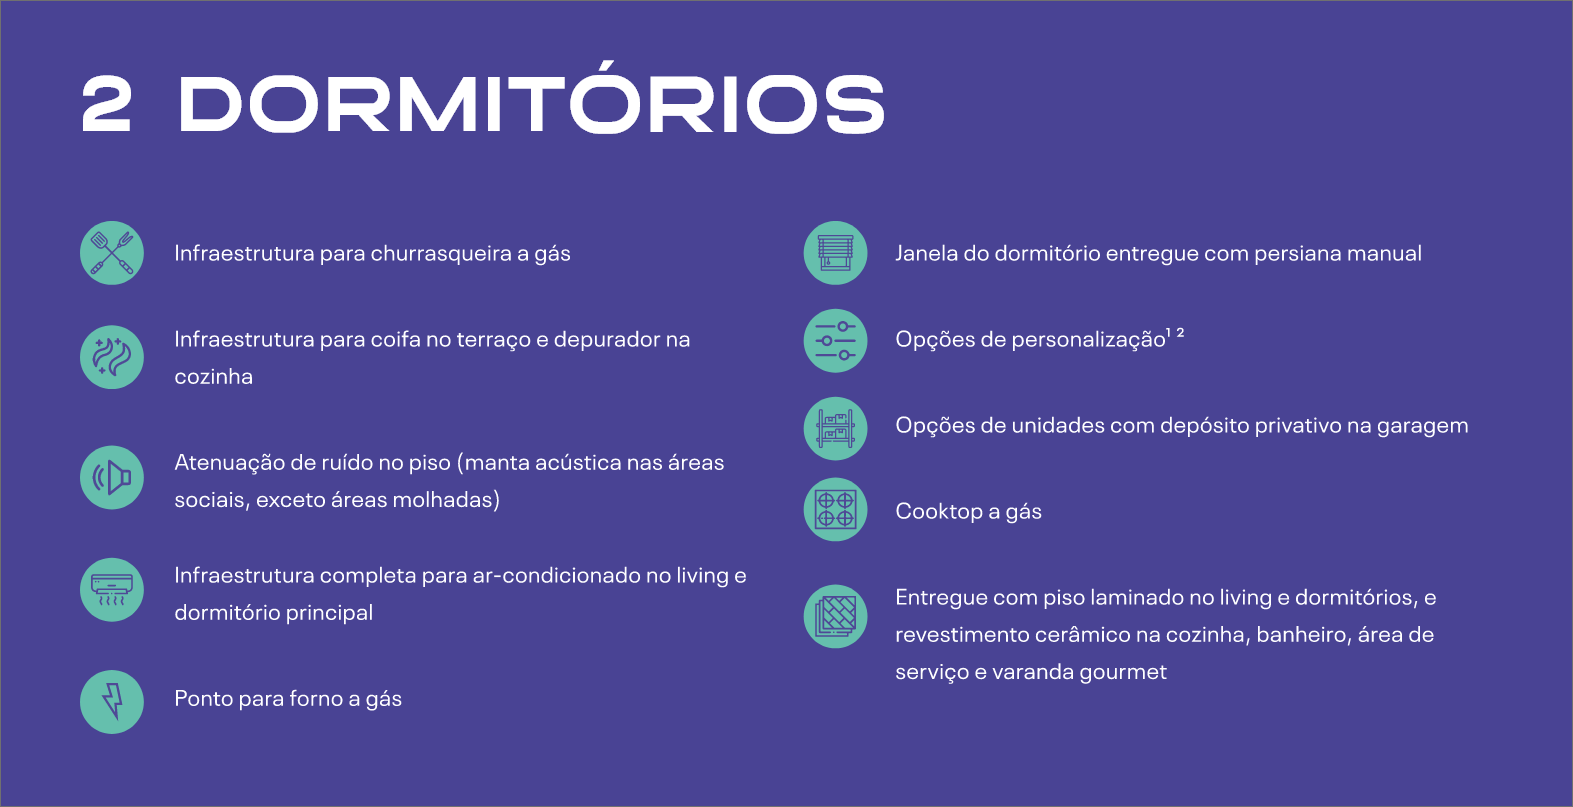 2 DORMITÓRIOS
Infraestrutura para churrasqueira a gás
Infraestrutura para coifa no terraço e depurador na
cozinha
Atenuação de ruído no piso (manta acústica nas áreas
sociais, exceto áreas molhadas)
Infraestrutura completa para ar-condicionado no living e
dormitório principal
Ponto para forno a gás
Janela do dormitório entregue com persiana manual
Opções de personalização¹ ²
Opções de unidades com depósito privativo na garagem
Cooktop a gás
Entregue com piso laminado no living e dormitórios, e
revestimento cerâmico na cozinha, banheiro, área de
serviço e varanda gourmet